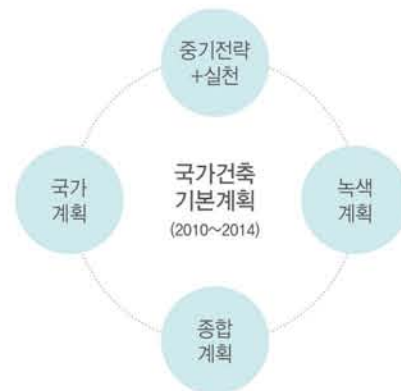 중기전략
+실천
국가
계획
국가건축
기본계획
(2010~2014)
녹색
계획
종합
계획